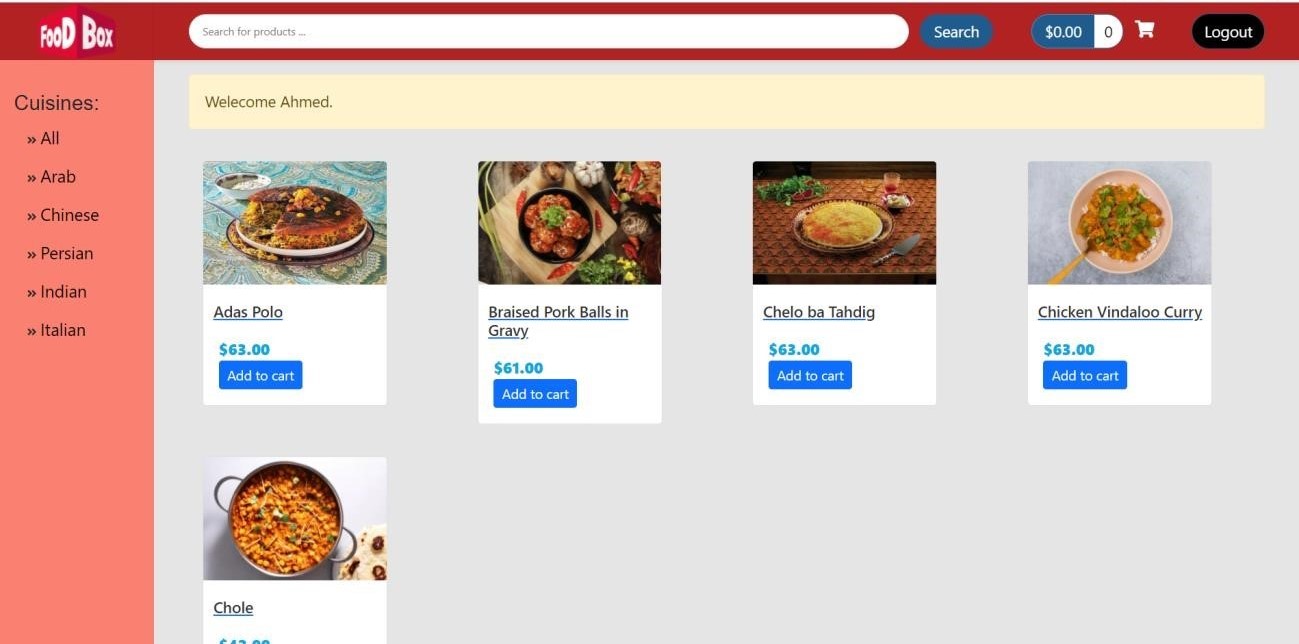 FooD Box
Search for products ...
Search
$0.00 0
Logout
Cuisines:
» All
» Arab
» Chinese
» Persian
» Indian
» Italian
Welecome Ahmed.
Adas Polo
$63.00
Add to cart
Braised Pork Balls in
Gravy
$61.00
Add to cart
Chelo ba Tahdig
$63.00
Add to cart
Chicken Vindaloo Curry
$63.00
Add to cart
Chole